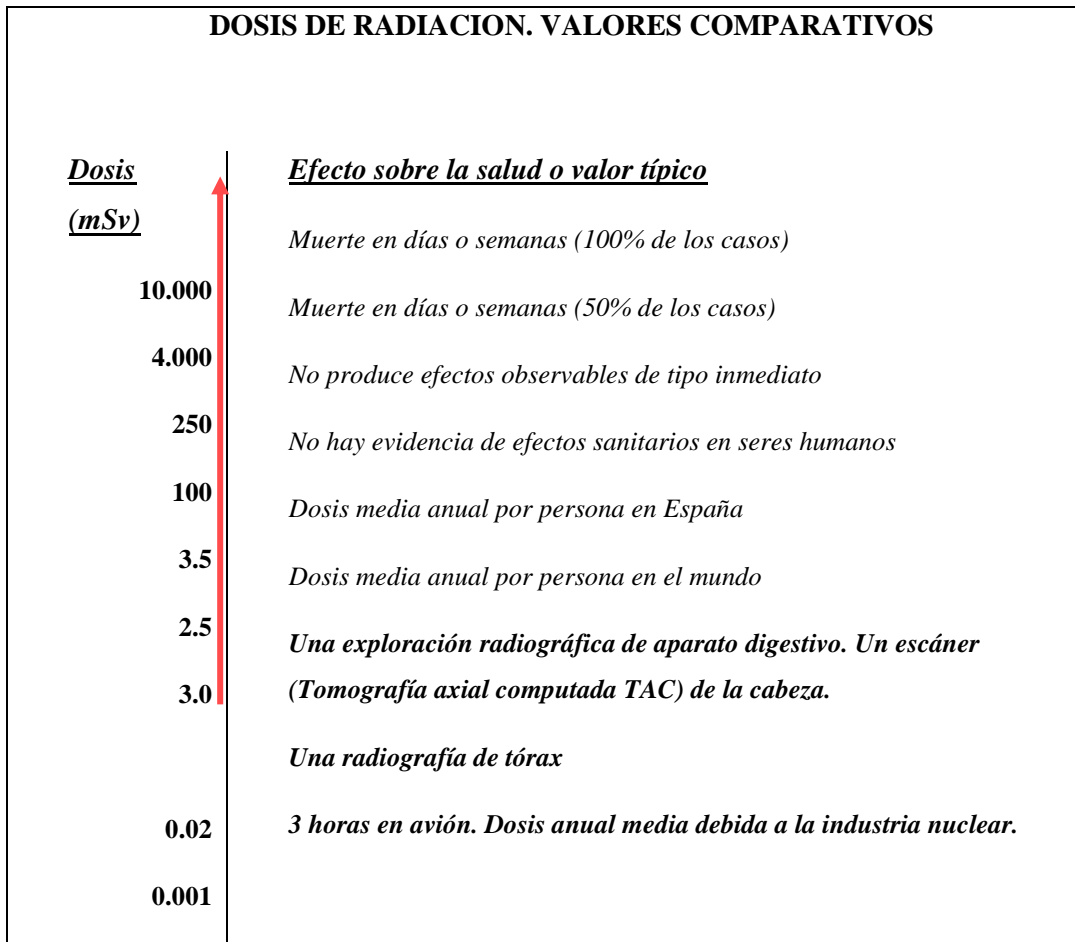 DOSIS DE RADIACION. VALORES COMPARATIVOS
Dosis
(mSv)
Efecto sobre la salud o valor típico
Muerte en días o semanas (100% de los casos)
10.000
Muerte en días o semanas (50% de los casos)
4.000
No produce efectos observables de tipo inmediato
250
No hay evidencia de efectos sanitarios en seres humanos
100
Dosis media anual por persona en España
3.5
Dosis media anual por persona en el mundo
2.5
Una exploración radiográfica de aparato digestivo. Un escáner
(Tomografía axial computada TAC) de la cabeza.
3.0
Una radiografía de tórax
0.02
3 horas en avión. Dosis anual media debida a la industria nuclear.
0.001